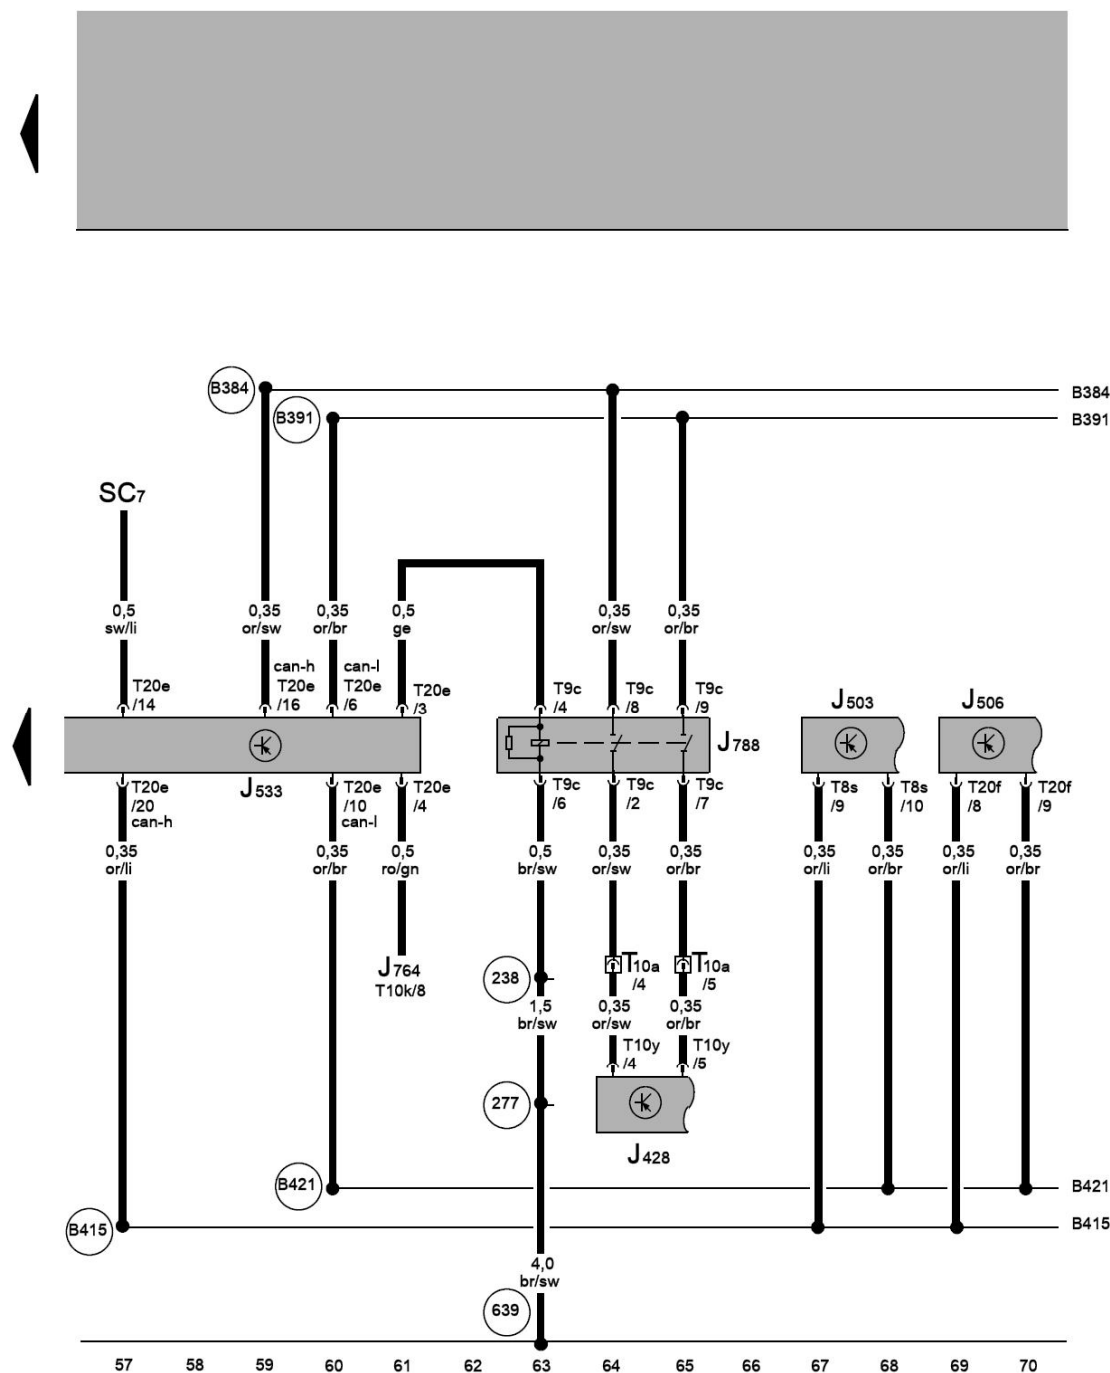 B384
B384
B391
B391
SC7
0,5
sw/li
0,35
or/sw
0,35
or/br
0,5
ge
0,35
or/sw
0,35
or/br
can-h
can-l
T20e
/14
T20e
/16
T20e
/6
T20e
/3
T9c
/4
T9c
/8
T9c
/9
J503
J506
J788
J533
T20e
/20
can-h
T20e
/10
can-l
T20e
/4
T9c
/6
T9c
/2
T9c
/7
T8s
/9
T8s
/10
T20f
/8
T20f
/9
0,35
or/li
0,35
or/br
0,5
ro/gn
0,5
br/sw
0,35
or/sw
0,35
or/br
0,35
or/li
0,35
or/br
0,35
or/li
0,35
or/br
J764
T10k/8
238
T10a
/4
T10a
/5
1,5
br/sw
0,35
or/sw
0,35
or/br
T10y
/4
T10y
/5
277
J428
B421
B421
B415
B415
4,0
br/sw
639
57 58 59 60 61 62 63 64 65 66 67 68 69 70